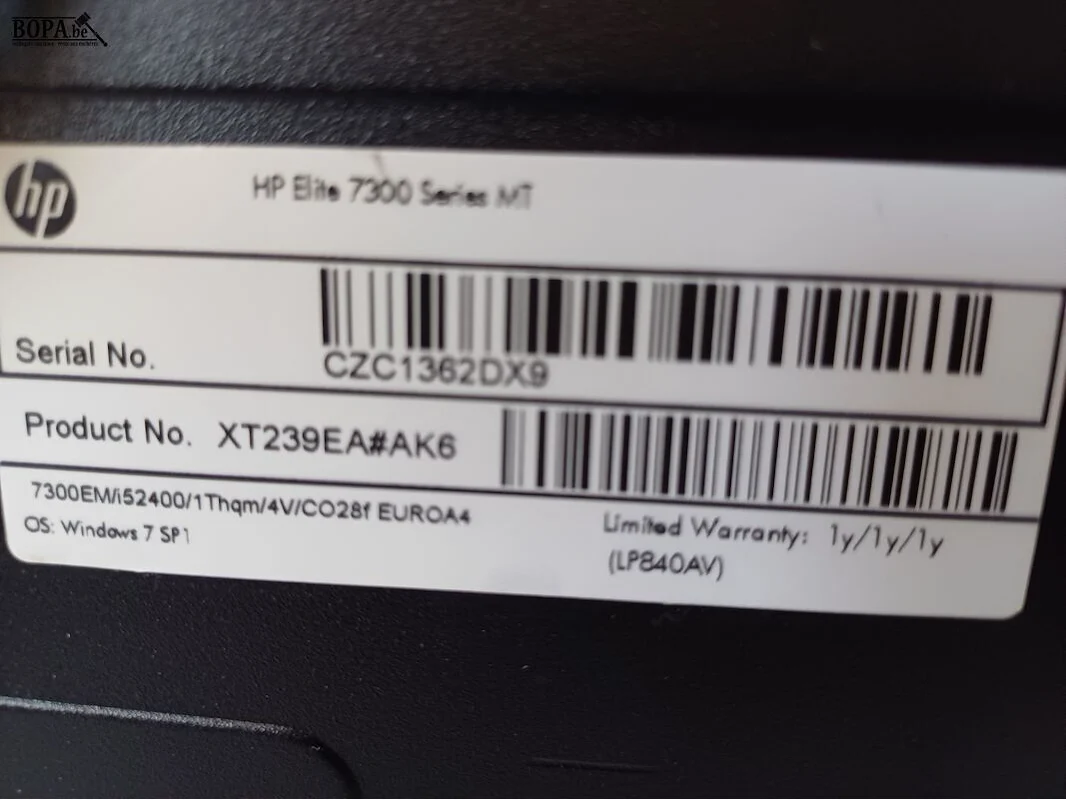 BOPA.be
hp
HP Elite 7300 Series MT
Serial No.
CZC1362DX9
Product No. XT239EA#AK6
7300EM/i52400/1Thqm/4V/CO28f EUROA4
OS: Windows 7 SP1
Limited Warranty: 1y/1y/1y
(LP840AV)